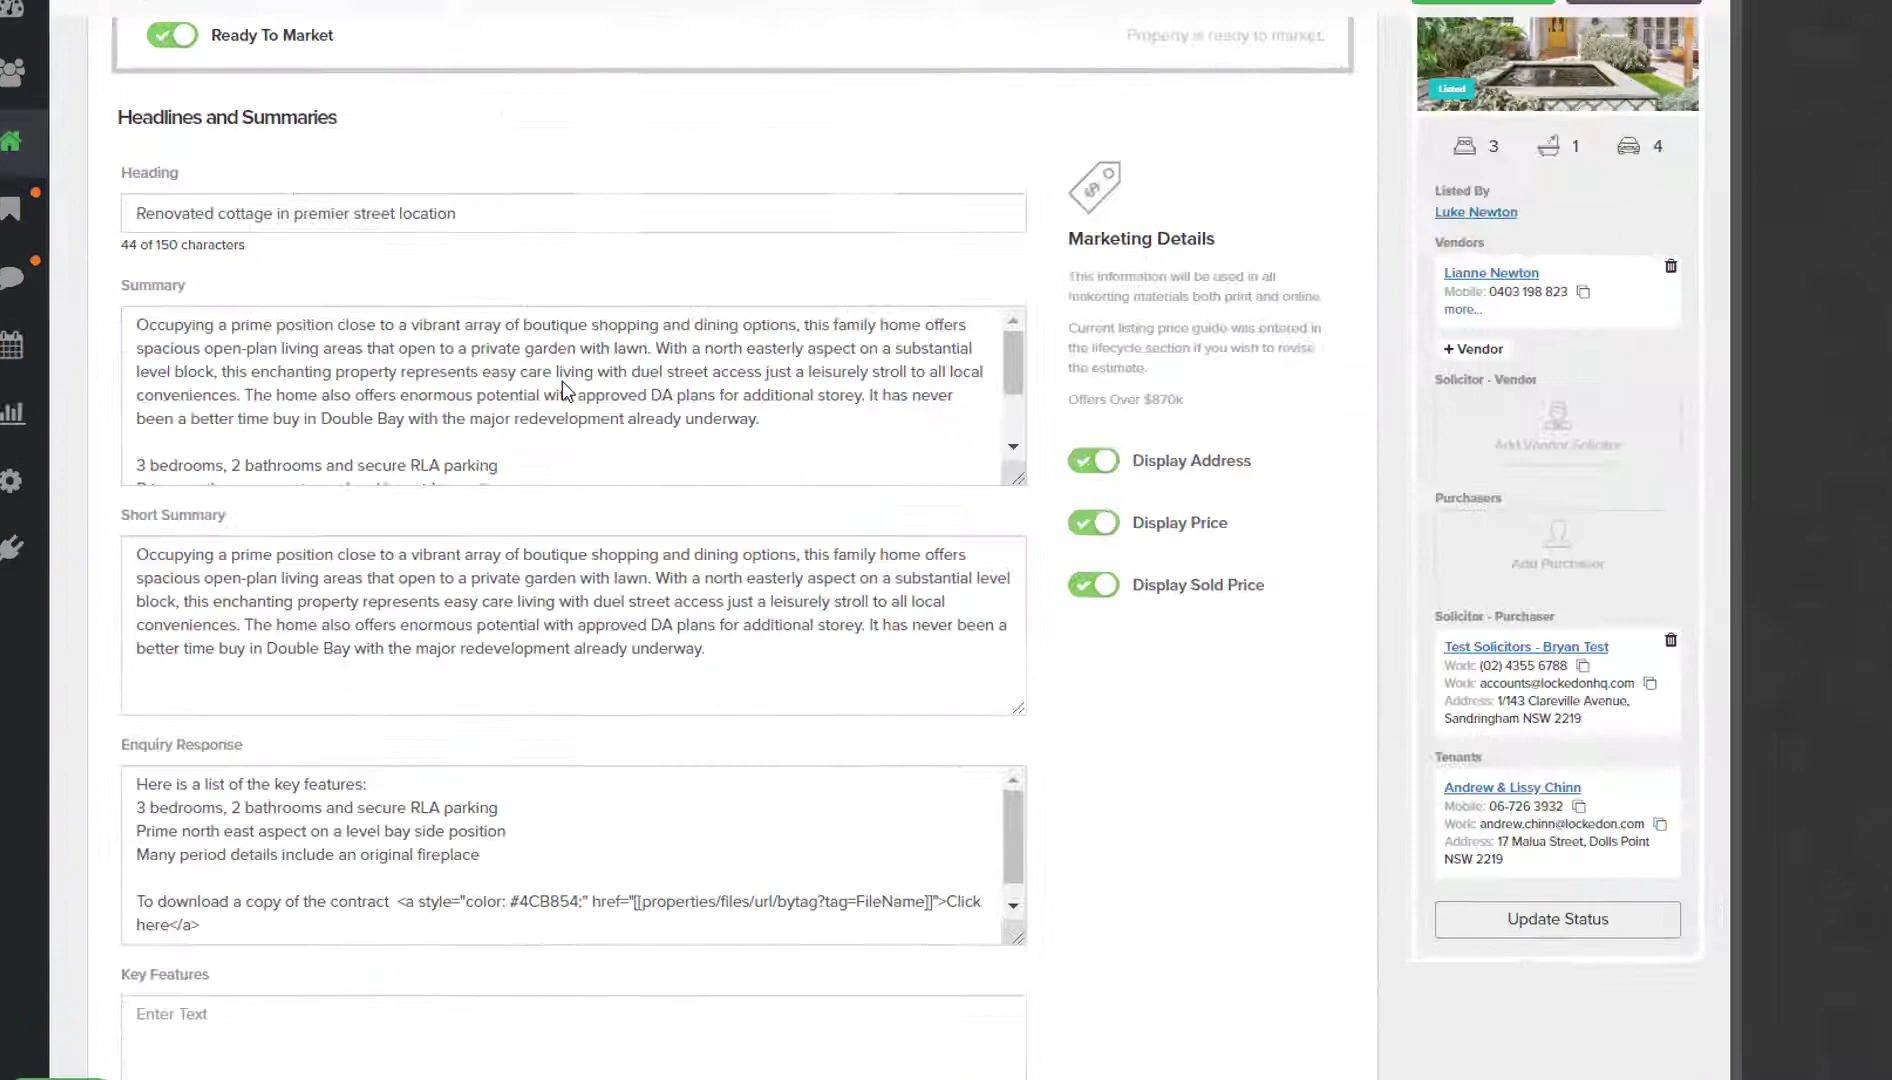 Ready To Market
Property is ready to market.
Headlines and Summaries
Heading
Renovated cottage in premier street location
44 of 150 characters
Summary
Occupying a prime position close to a vibrant array of boutique shopping and dining options, this family home offers
spacious open-plan living areas that open to a private garden with lawn. With a north easterly aspect on a substantial
level block, this enchanting property represents easy care living with duel street access just a leisurely stroll to all local
conveniences. The home also offers enormous potential with approved DA plans for additional storey. It has never
been a better time buy in Double Bay with the major redevelopment already underway.
3 bedrooms, 2 bathrooms and secure RLA parking
Short Summary
Occupying a prime position close to a vibrant array of boutique shopping and dining options, this family home offers
spacious open-plan living areas that open to a private garden with lawn. With a north easterly aspect on a substantial level
block, this enchanting property represents easy care living with duel street access just a leisurely stroll to all local
conveniences. The home also offers enormous potential with approved DA plans for additional storey. It has never been a
better time buy in Double Bay with the major redevelopment already underway.
Enquiry Response
Here is a list of the key features:
3 bedrooms, 2 bathrooms and secure RLA parking
Prime north east aspect on a level bay side position
Many period details include an original fireplace
To download a copy of the contract <a style="color: #4CB854;" href="[[properties/files/url/bytag?tag=FileName]]">Click
here</a>
Key Features
Enter Text
Marketing Details
This information will be used in all
marketing materials both print and online.
Current listing price guide was entered in
the lifecycle section if you wish to revise
the estimate.
Offers Over $870k
Display Address
Display Price
Display Sold Price
Listed
3 1 4
Listed By
Luke Newton
Vendors
Lianne Newton
Mobile: 0403 198 823
more...
+ Vendor
Solicitor - Vendor
Add Vendor Solicitor
Purchasers
Add Purchaser
Solicitor - Purchaser
Test Solicitors - Bryan Test
Work: (02) 4355 6788
Work: accounts@lockedonhq.com
Address: 1/143 Clareville Avenue,
Sandringham NSW 2219
Tenants
Andrew & Lissy Chinn
Mobile: 06-726 3932
Work: andrew.chinn@lockedon.com
Address: 17 Malua Street, Dolls Point
NSW 2219
Update Status